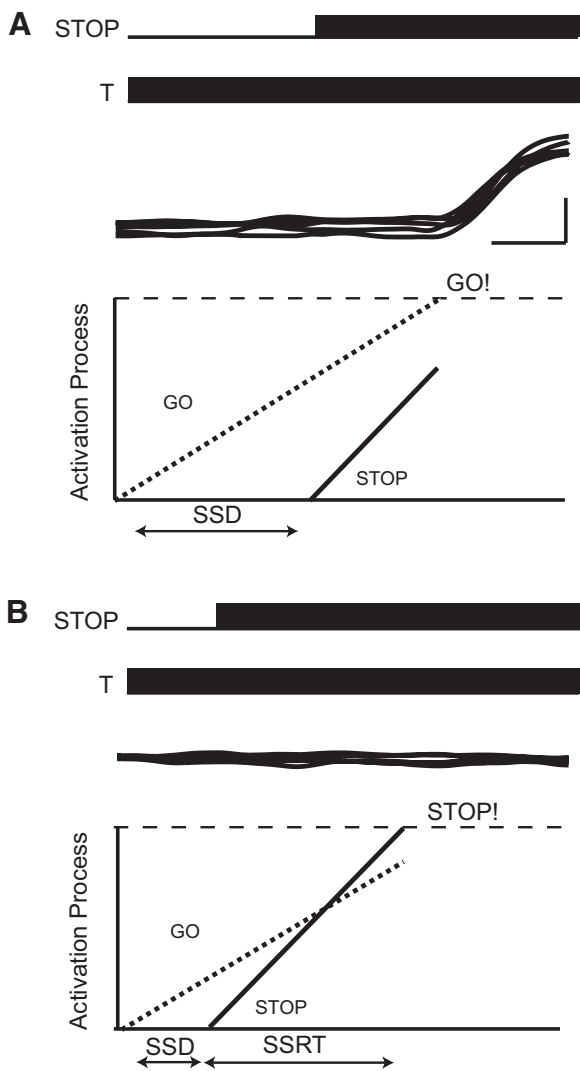 A
STOP
T
GO!
Activation Process
GO
STOP
SSD
B
STOP
T
STOP!
Activation Process
GO
STOP
SSD SSRT